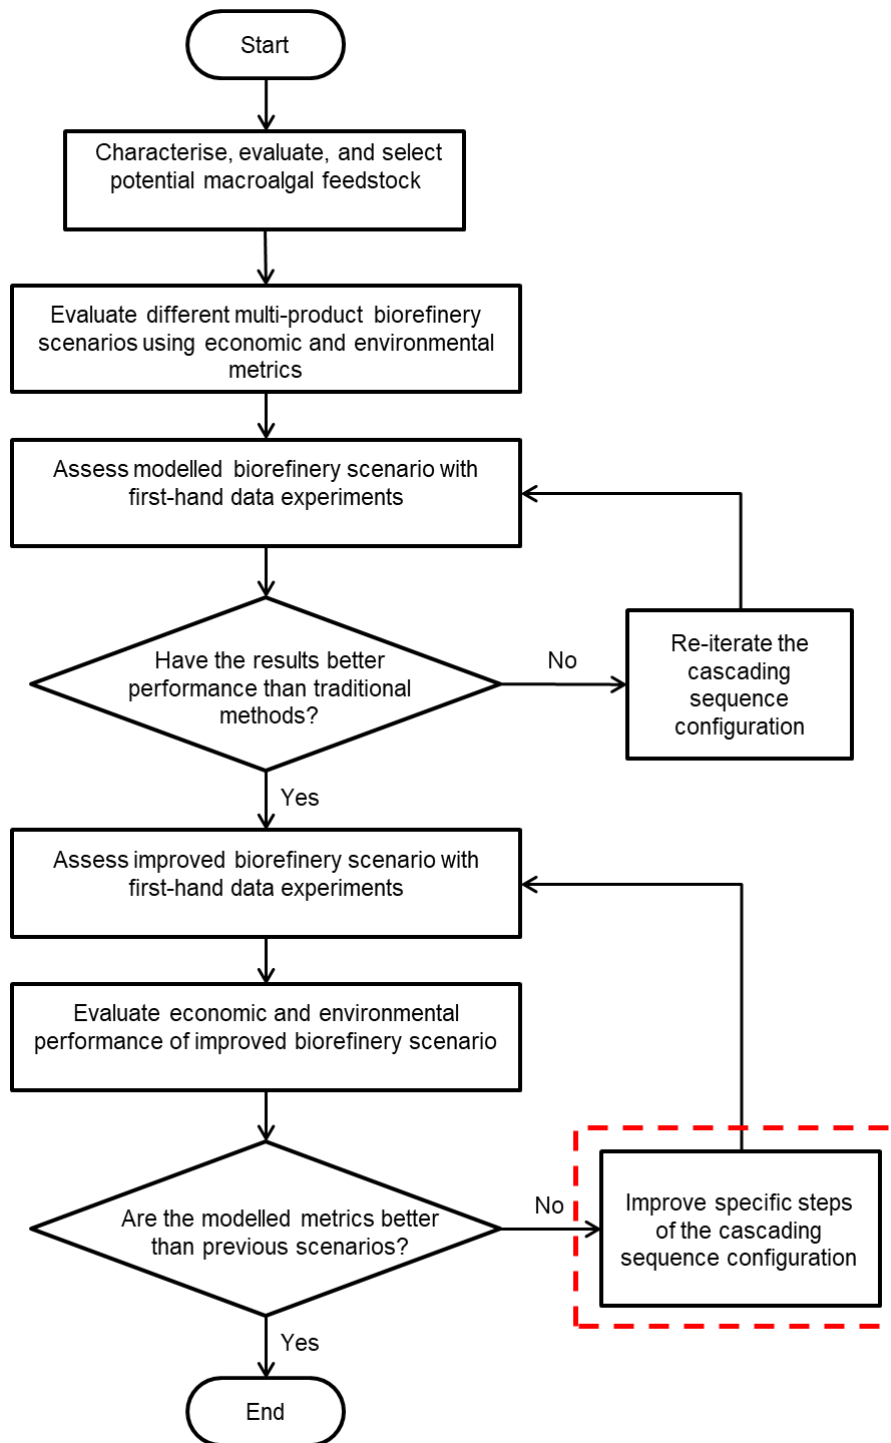 Start
Characterise, evaluate, and select
potential macroalgal feedstock
Evaluate different multi-product biorefinery
scenarios using economic and environmental
metrics
Assess modelled biorefinery scenario with
first-hand data experiments
Have the results better
performance than traditional
methods?
No
Re-iterate the
cascading
sequence
configuration
Yes
Assess improved biorefinery scenario with
first-hand data experiments
Evaluate economic and environmental
performance of improved biorefinery scenario
Are the modelled metrics better
than previous scenarios?
No
Improve specific steps
of the cascading
sequence configuration
Yes
End